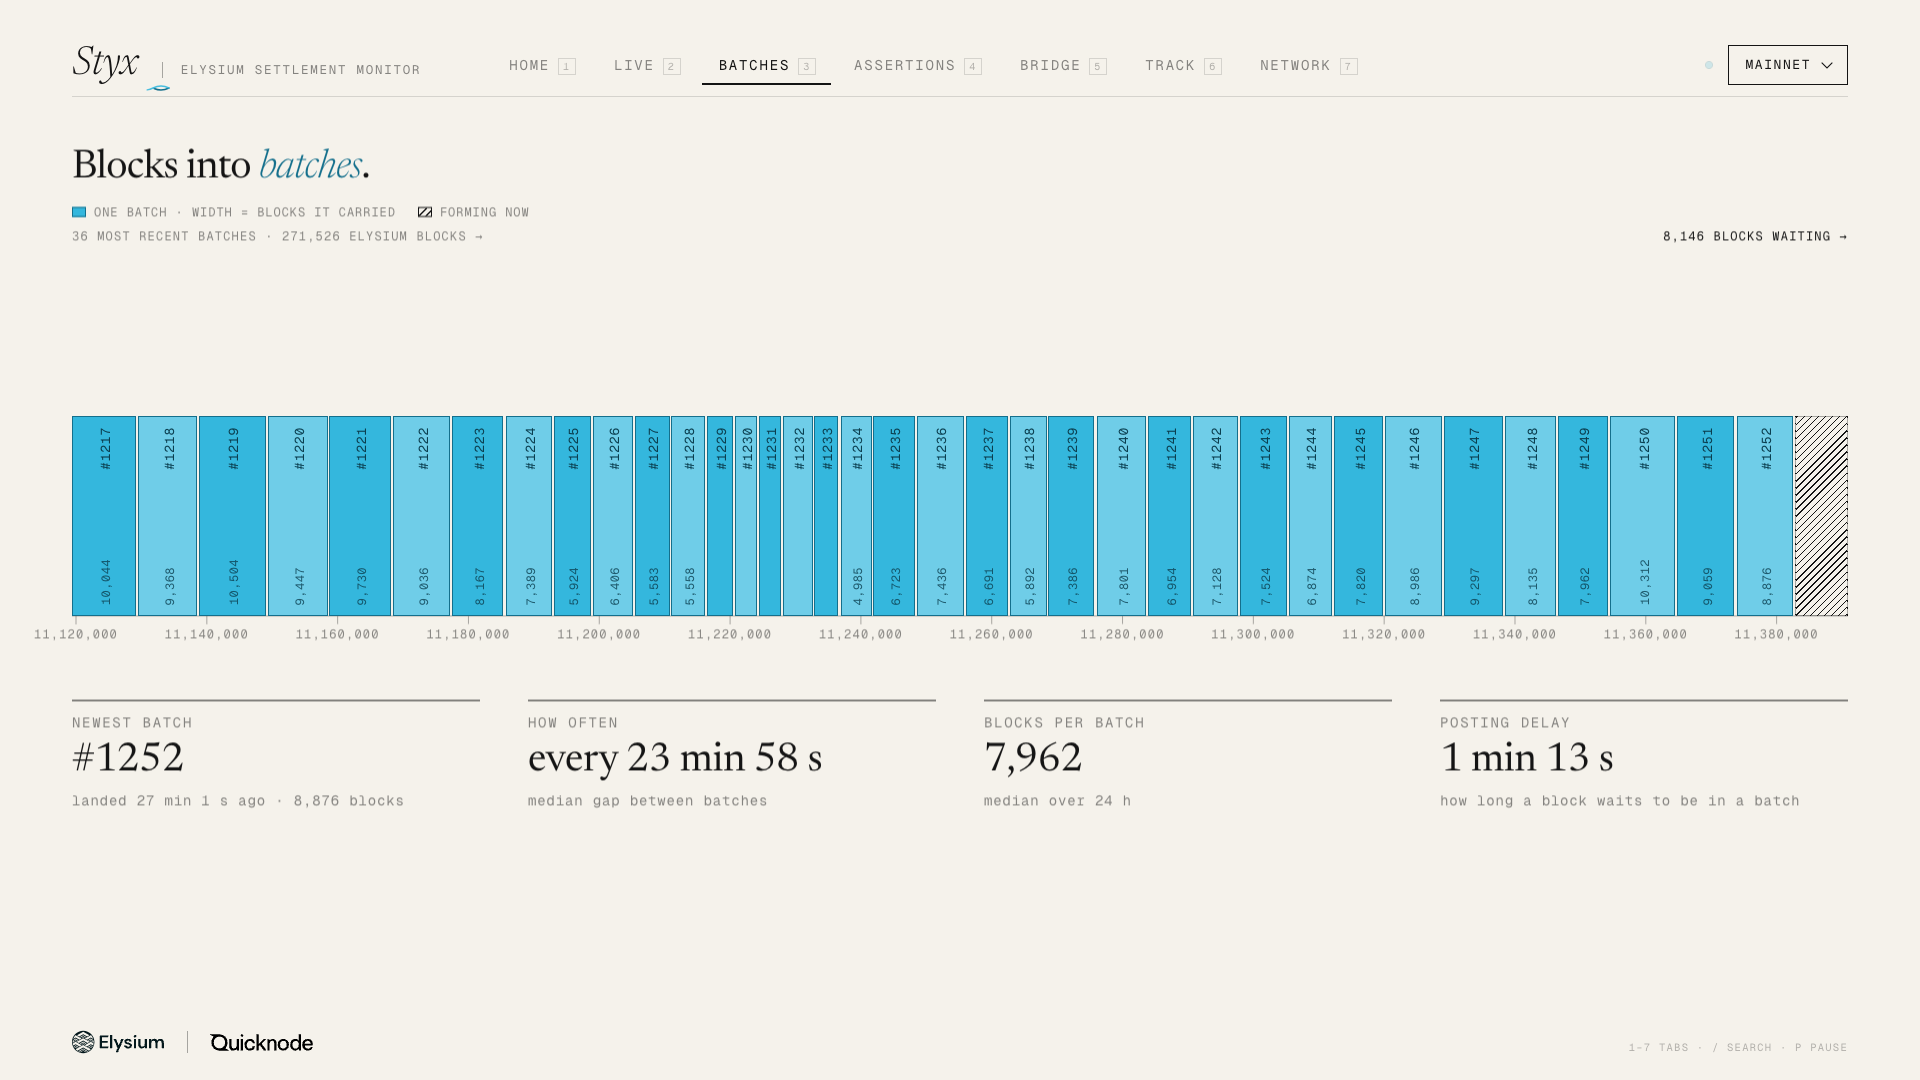 Styx | ELYSIUM SETTLEMENT MONITOR HOME 1 LIVE 2 BATCHES 3 ASSERTIONS 4 BRIDGE 5 TRACK 6 NETWORK 7 MAINNET
Blocks into batches.
ONE BATCH · WIDTH = BLOCKS IT CARRIED FORMING NOW
36 MOST RECENT BATCHES · 271,526 ELYSIUM BLOCKS → 8,146 BLOCKS WAITING →
#1217 #1218 #1219 #1220 #1221 #1222 #1223 #1224 #1225 #1226 #1227 #1228 #1229 #1230 #1231 #1232 #1233 #1234 #1235 #1236 #1237 #1238 #1239 #1240 #1241 #1242 #1243 #1244 #1245 #1246 #1247 #1248 #1249 #1250 #1251 #1252
10,044 9,368 10,504 9,447 9,730 9,036 8,167 7,389 5,924 6,406 5,583 5,558 4,985 6,723 7,436 6,691 5,892 7,386 7,801 6,954 7,128 7,524 6,874 7,820 8,986 9,297 8,135 7,962 10,312 9,059 8,876
11,120,000 11,140,000 11,160,000 11,180,000 11,200,000 11,220,000 11,240,000 11,260,000 11,280,000 11,300,000 11,320,000 11,340,000 11,360,000 11,380,000
NEWEST BATCH
#1252
landed 27 min 1 s ago · 8,876 blocks
HOW OFTEN
every 23 min 58 s
median gap between batches
BLOCKS PER BATCH
7,962
median over 24 h
POSTING DELAY
1 min 13 s
how long a block waits to be in a batch
Elysium | Quicknode
1–7 TABS · / SEARCH · P PAUSE